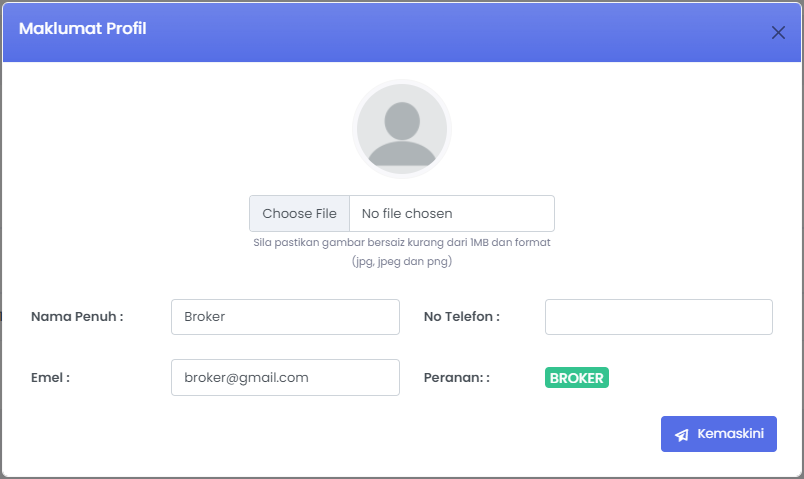 Maklumat Profil
Choose File No file chosen
Sila pastikan gambar bersaiz kurang dari 1MB dan format
(jpg, jpeg dan png)
Nama Penuh : Broker No Telefon :
Emel : broker@gmail.com Peranan: : BROKER
Kemaskini